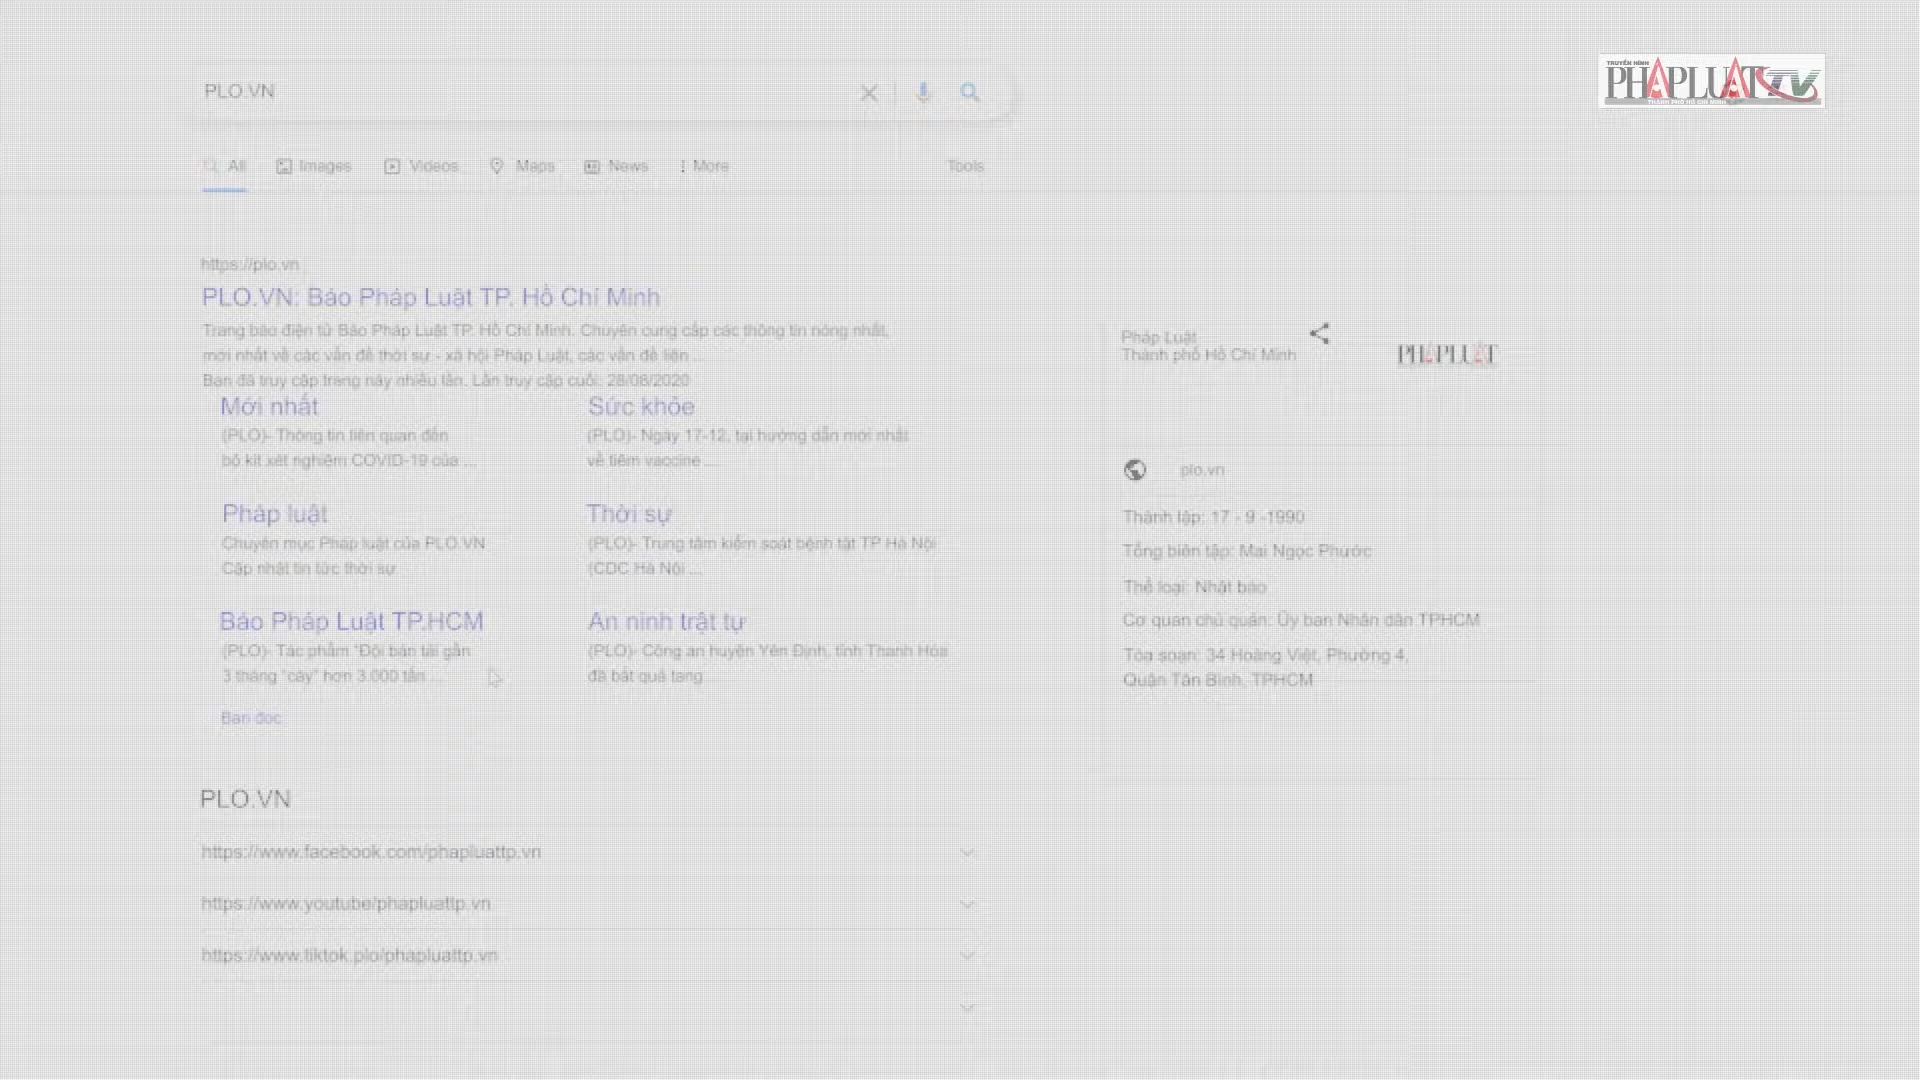 TRUYỀN HÌNH
PHÁPLUẬTTV
THÀNH PHỐ HỒ CHÍ MINH
PLO.VN
All Images Videos Maps News More Tools
https://plo.vn
PLO.VN: Báo Pháp Luật TP. Hồ Chí Minh
Trang báo điện tử Báo Pháp Luật TP. Hồ Chí Minh. Chuyên cung cấp các thông tin nóng nhất,
mới nhất về các vấn đề thời sự - xã hội Pháp Luật, các vấn đề liên ...
Bạn đã truy cập trang này nhiều lần. Lần truy cập cuối: 28/08/2020
Mới nhất
(PLO)- Thông tin liên quan đến
bộ kit xét nghiệm COVID-19 của ...
Sức khỏe
(PLO)- Ngày 17-12, tại hướng dẫn mới nhất
về tiêm vaccine ...
Pháp luật
Chuyên mục Pháp luật của PLO.VN
Cập nhật tin tức thời sự
Thời sự
(PLO)- Trung tâm kiểm soát bệnh tật TP Hà Nội
(CDC Hà Nội ...
Báo Pháp Luật TP.HCM
(PLO)- Tác phẩm "Đội bán tải gần
3 tháng "cày" hơn 3.000 tấn ...
An ninh trật tự
(PLO)- Công an huyện Yên Định, tỉnh Thanh Hóa
đã bắt quả tang ...
Bạn đọc
PLO.VN
https://www.facebook.com/phapluattp.vn
https://www.youtube/phapluattp.vn
https://www.tiktok.plo/phapluattp.vn
Pháp Luật
Thành phố Hồ Chí Minh
PHÁPLUẬT
plo.vn
Thành lập: 17 - 9 -1990
Tổng biên tập: Mai Ngọc Phước
Thể loại: Nhật báo
Cơ quan chủ quản: Ủy ban Nhân dân TPHCM
Tòa soạn: 34 Hoàng Việt, Phường 4,
Quận Tân Bình, TPHCM